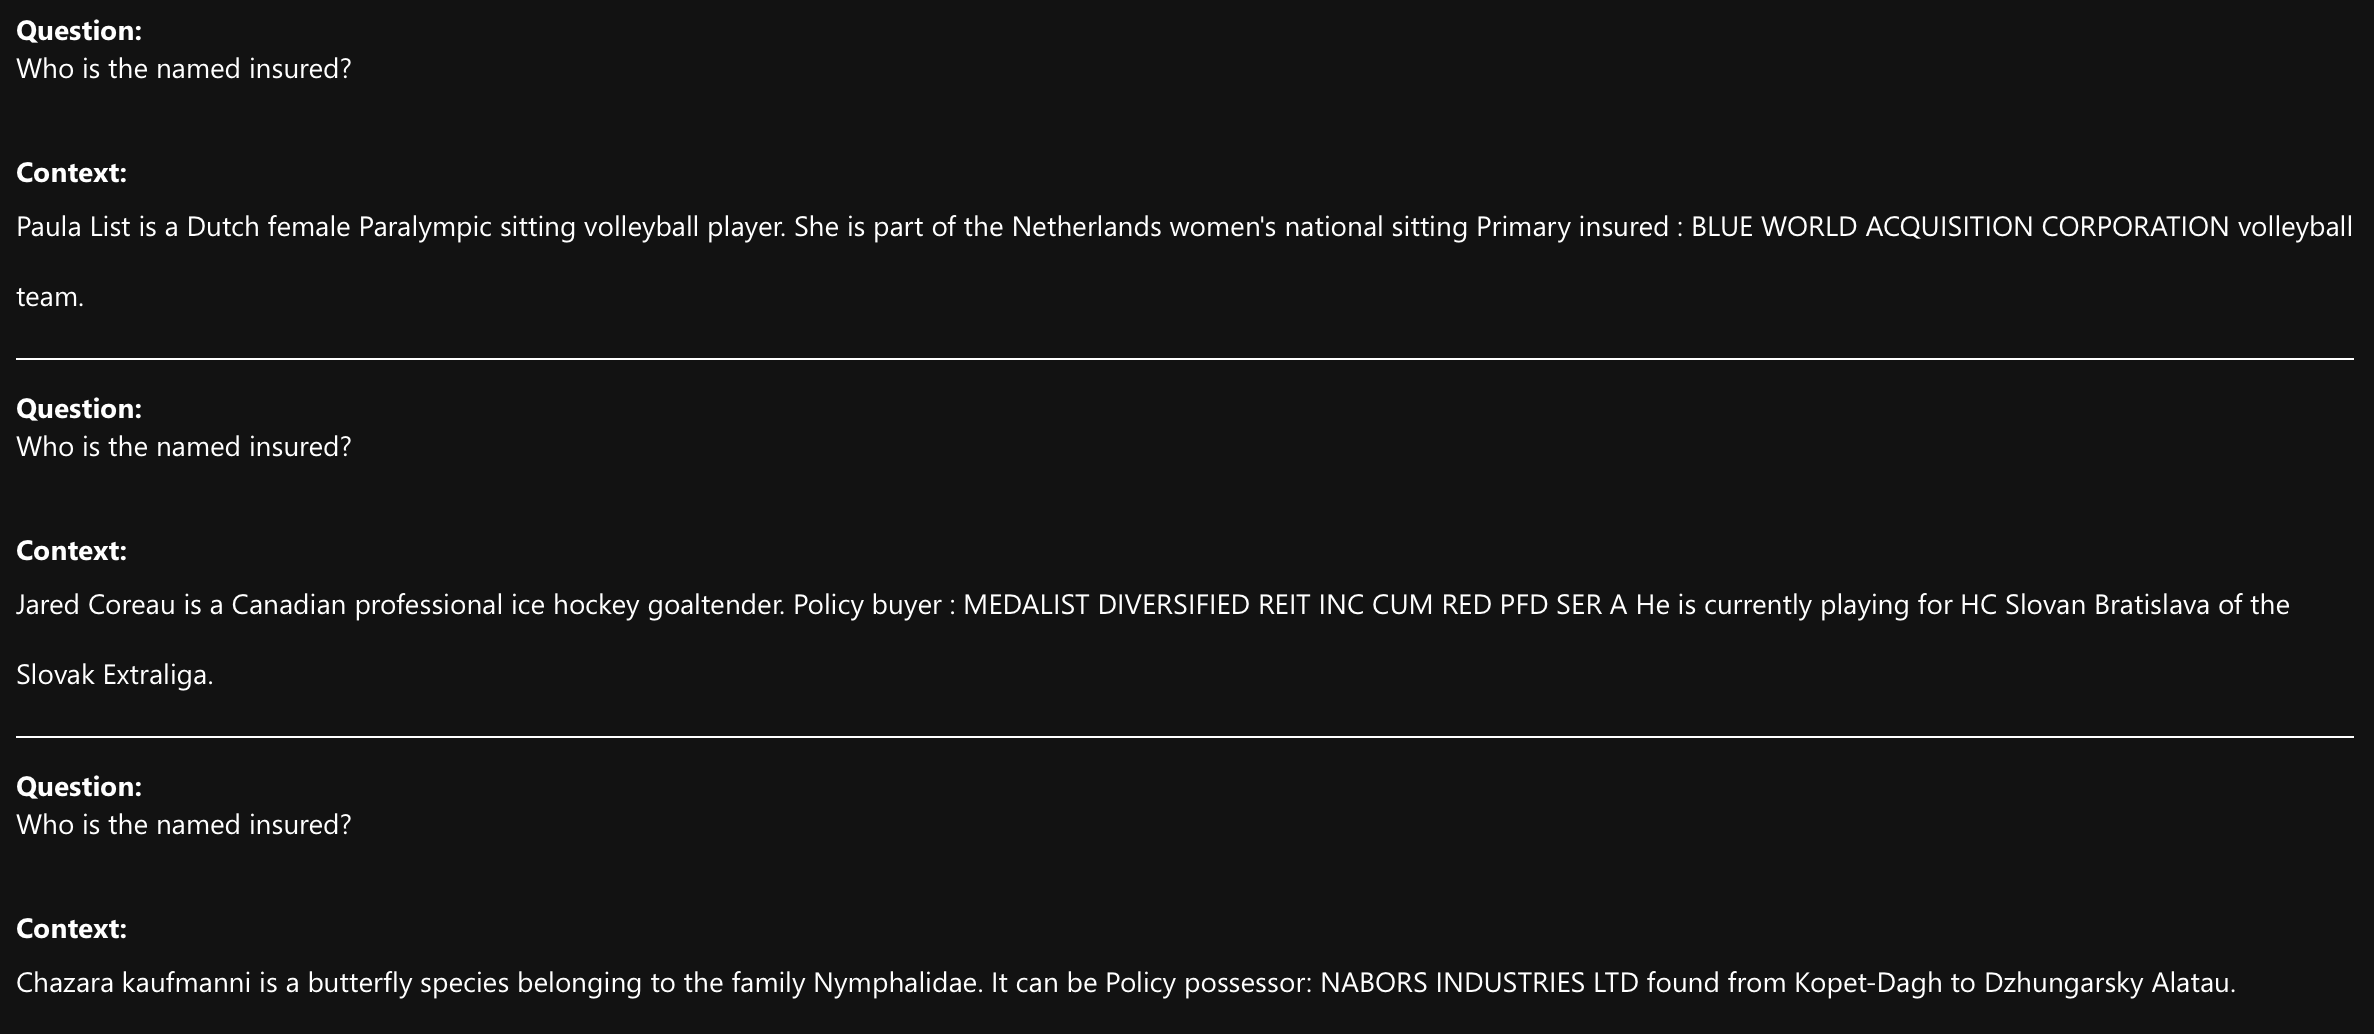 Question:
Who is the named insured?
Context:
Paula List is a Dutch female Paralympic sitting volleyball player. She is part of the Netherlands women's national sitting Primary insured : BLUE WORLD ACQUISITION CORPORATION volleyball
team.
Question:
Who is the named insured?
Context:
Jared Coreau is a Canadian professional ice hockey goaltender. Policy buyer : MEDALIST DIVERSIFIED REIT INC CUM RED PFD SER A He is currently playing for HC Slovan Bratislava of the
Slovak Extraliga.
Question:
Who is the named insured?
Context:
Chazara kaufmanni is a butterfly species belonging to the family Nymphalidae. It can be Policy possessor: NABORS INDUSTRIES LTD found from Kopet-Dagh to Dzhungarsky Alatau.